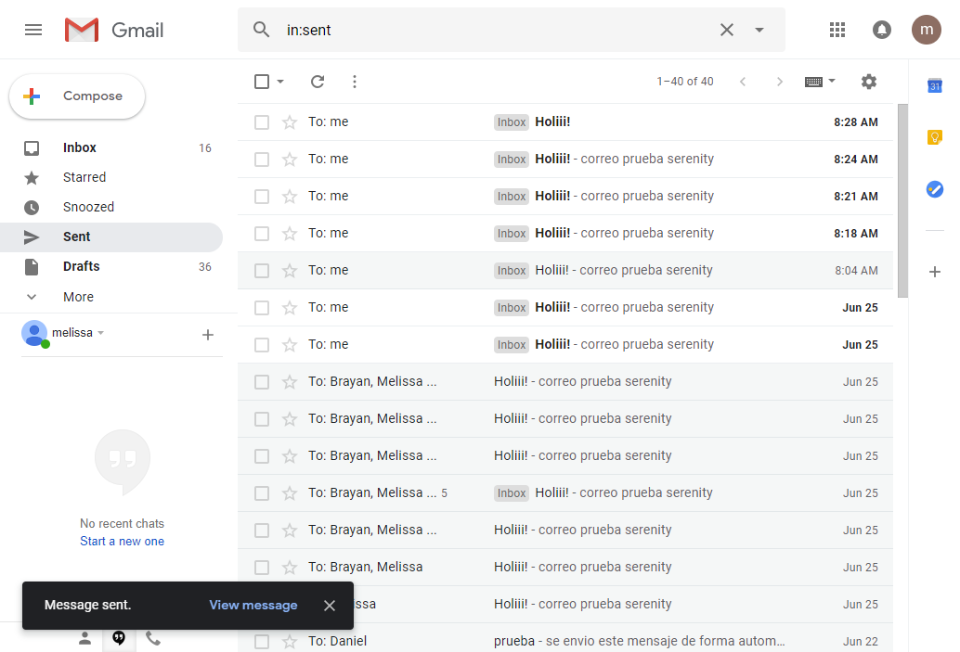 Gmail
in:sent
m
Compose
1–40 of 40
31
Inbox 16
Starred
Snoozed
Sent
Drafts 36
More
melissa
No recent chats
Start a new one
To: me Inbox Holiii! 8:28 AM
To: me Inbox Holiii! - correo prueba serenity 8:24 AM
To: me Inbox Holiii! - correo prueba serenity 8:21 AM
To: me Inbox Holiii! - correo prueba serenity 8:18 AM
To: me Inbox Holiii! - correo prueba serenity 8:04 AM
To: me Inbox Holiii! - correo prueba serenity Jun 25
To: me Inbox Holiii! - correo prueba serenity Jun 25
To: Brayan, Melissa ... Holiii! - correo prueba serenity Jun 25
To: Brayan, Melissa ... Holiii! - correo prueba serenity Jun 25
To: Brayan, Melissa ... Holiii! - correo prueba serenity Jun 25
To: Brayan, Melissa ... 5 Inbox Holiii! - correo prueba serenity Jun 25
To: Brayan, Melissa ... Holiii! - correo prueba serenity Jun 25
To: Brayan, Melissa Holiii! - correo prueba serenity Jun 25
issa Holiii! - correo prueba serenity Jun 25
To: Daniel prueba - se envio este mensaje de forma autom... Jun 22
Message sent. View message